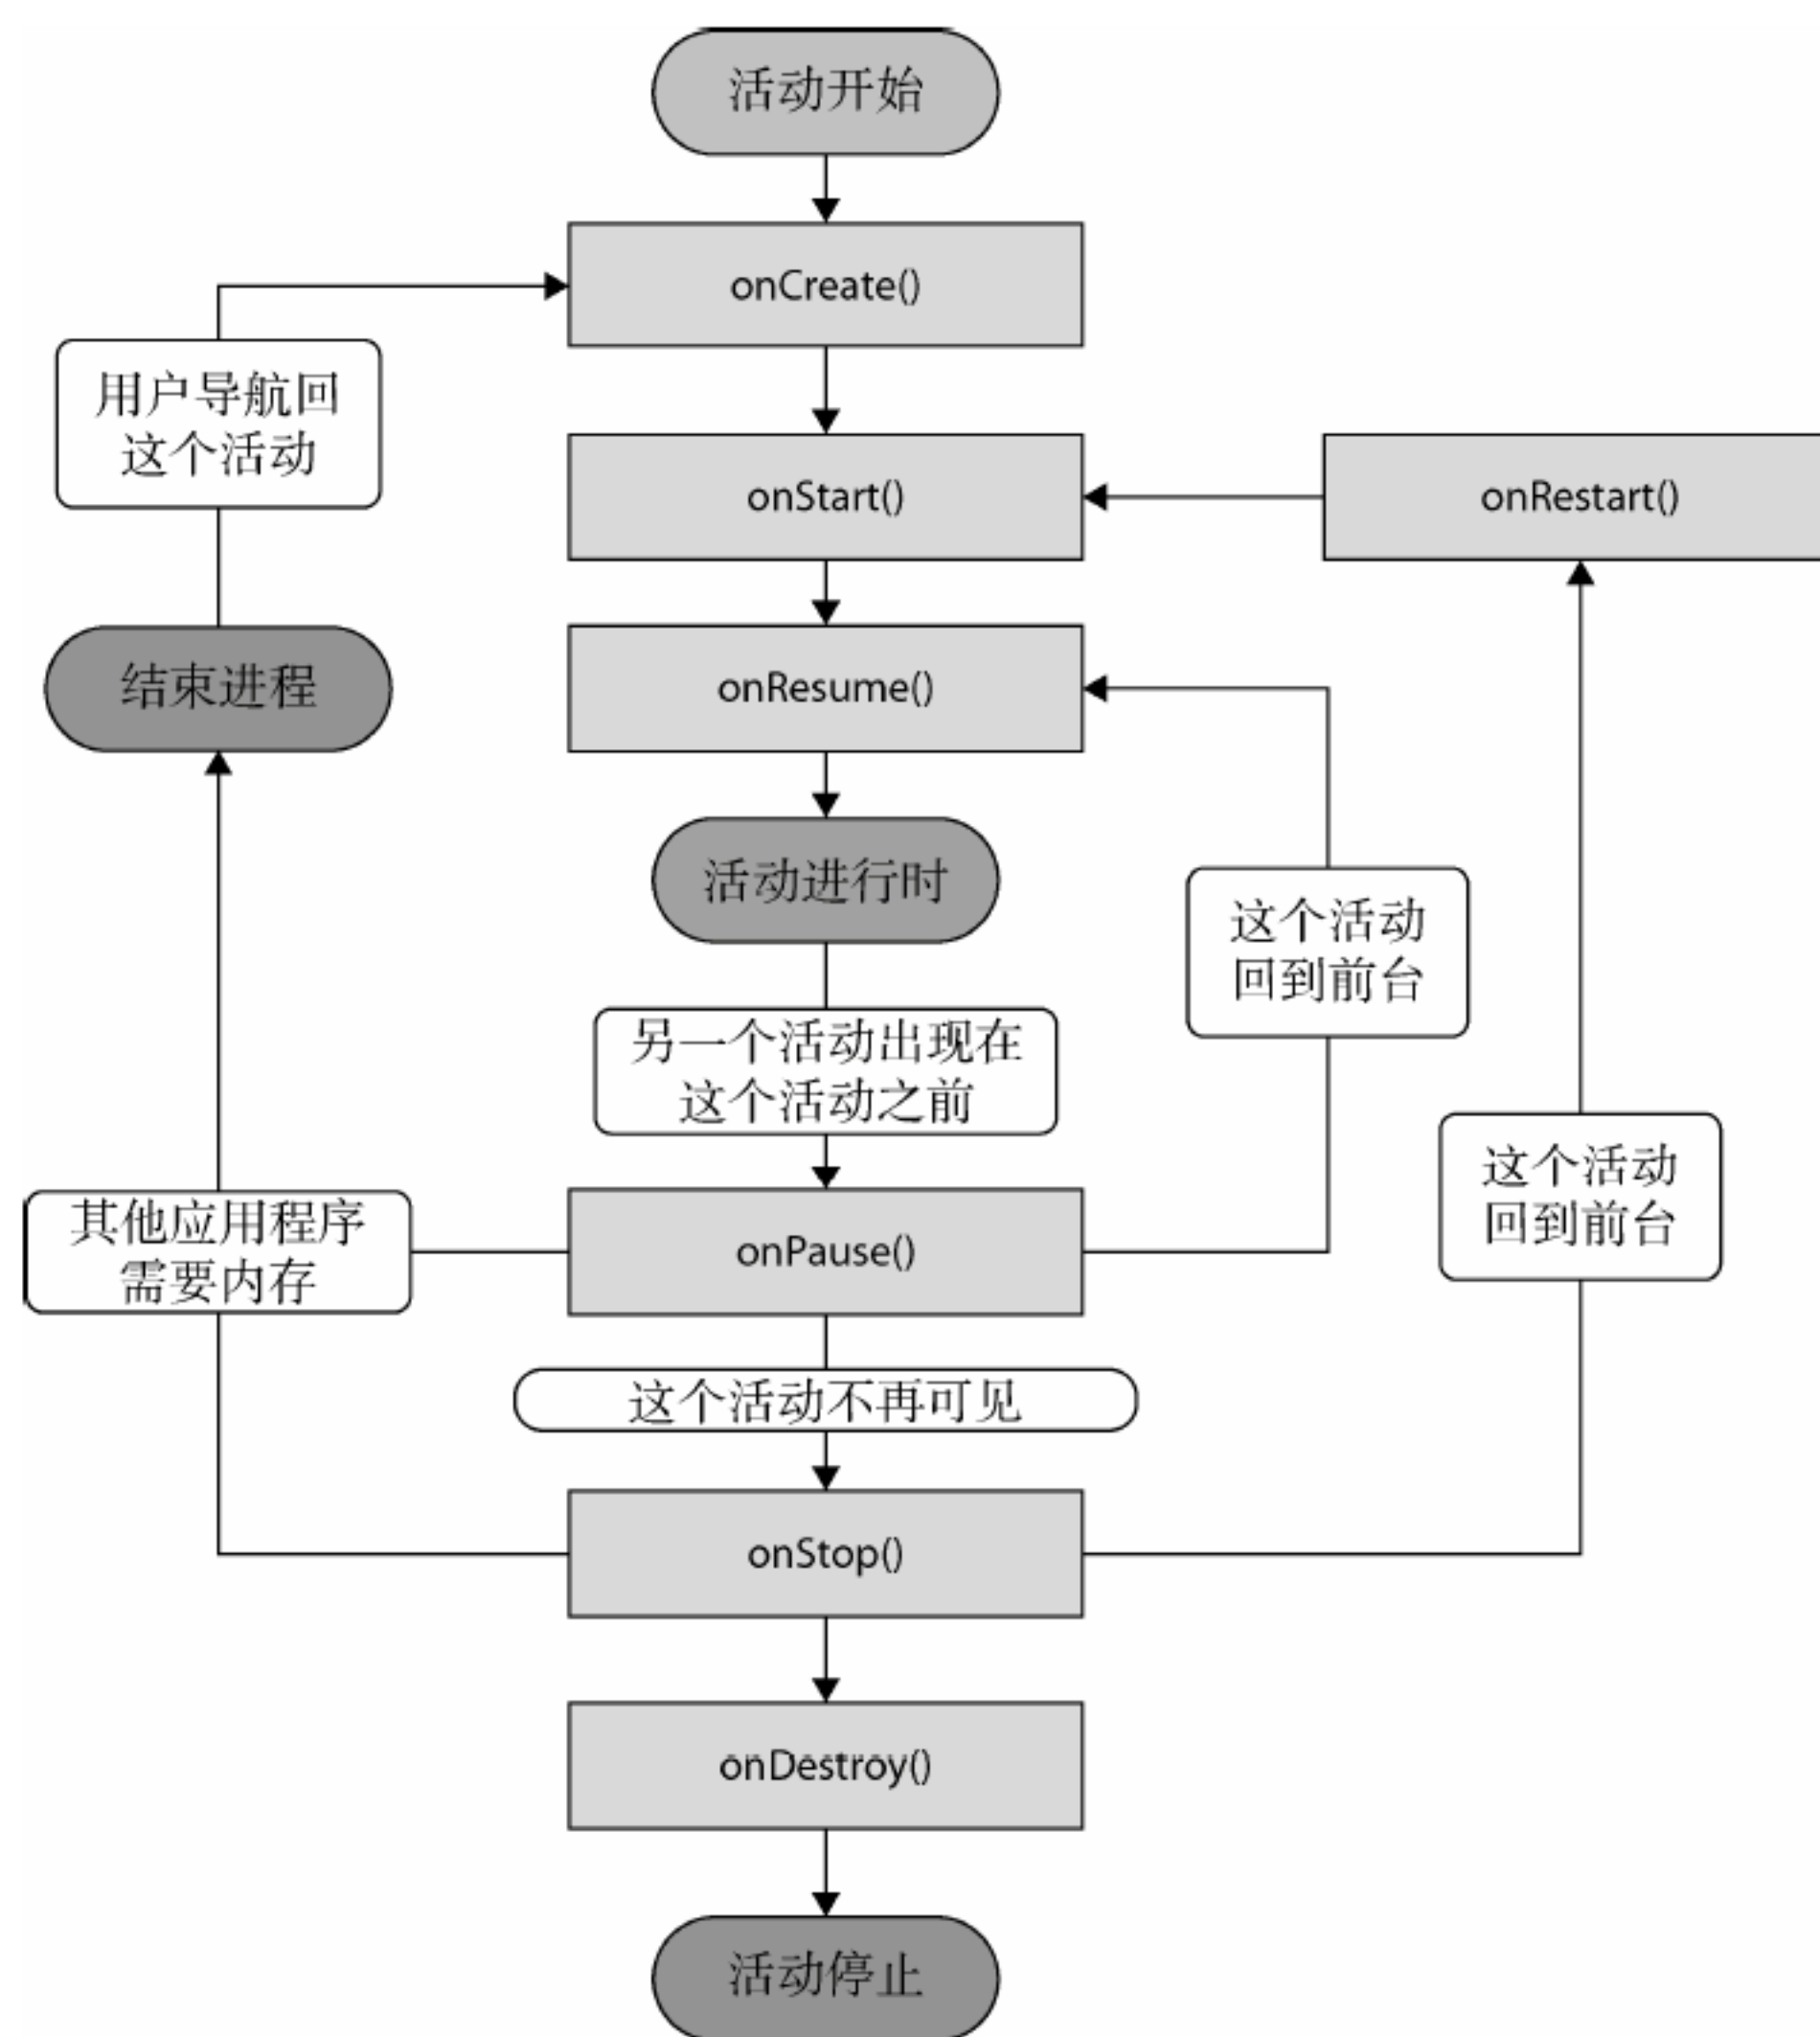 活动开始
onCreate()
用户导航回
这个活动
onStart()
onRestart()
结束进程
onResume()
活动进行时
这个活动
回到前台
另一个活动出现在
这个活动之前
这个活动
回到前台
其他应用程序
需要内存
onPause()
这个活动不再可见
onStop()
onDestroy()
活动停止